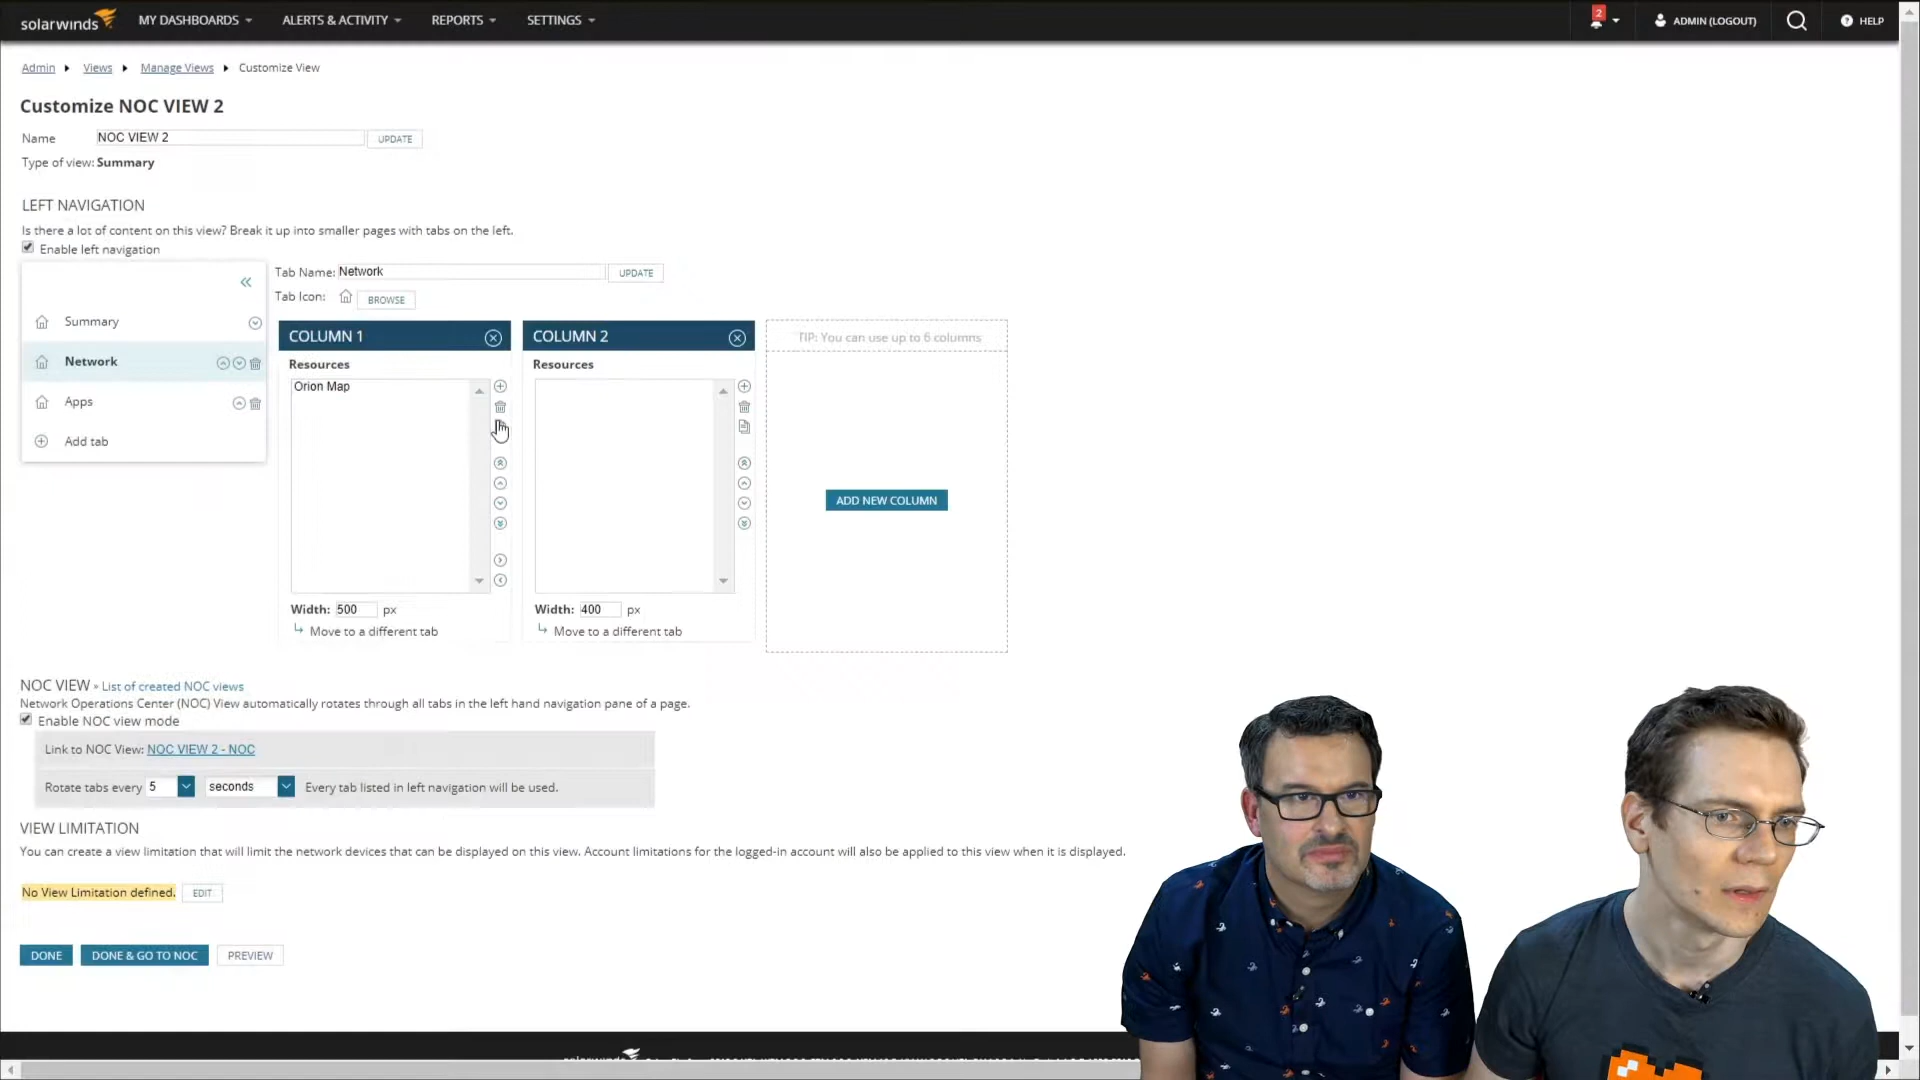 solarwinds MY DASHBOARDS ALERTS & ACTIVITY REPORTS SETTINGS 2 ADMIN (LOGOUT) HELP
Admin Views Manage Views Customize View
Customize NOC VIEW 2
Name NOC VIEW 2 UPDATE
Type of view: Summary
LEFT NAVIGATION
Is there a lot of content on this view? Break it up into smaller pages with tabs on the left.
Enable left navigation
Tab Name: Network UPDATE
Tab Icon: BROWSE
Summary
Network
Apps
Add tab
COLUMN 1
Resources
Orion Map
Width: 500 px
Move to a different tab
COLUMN 2
Resources
Width: 400 px
Move to a different tab
TIP: You can use up to 6 columns
ADD NEW COLUMN
NOC VIEW » List of created NOC views
Network Operations Center (NOC) View automatically rotates through all tabs in the left hand navigation pane of a page.
Enable NOC view mode
Link to NOC View: NOC VIEW 2 - NOC
Rotate tabs every 5 seconds Every tab listed in left navigation will be used.
VIEW LIMITATION
You can create a view limitation that will limit the network devices that can be displayed on this view. Account limitations for the logged-in account will also be applied to this view when it is displayed.
No View Limitation defined. EDIT
DONE DONE & GO TO NOC PREVIEW
solarwinds